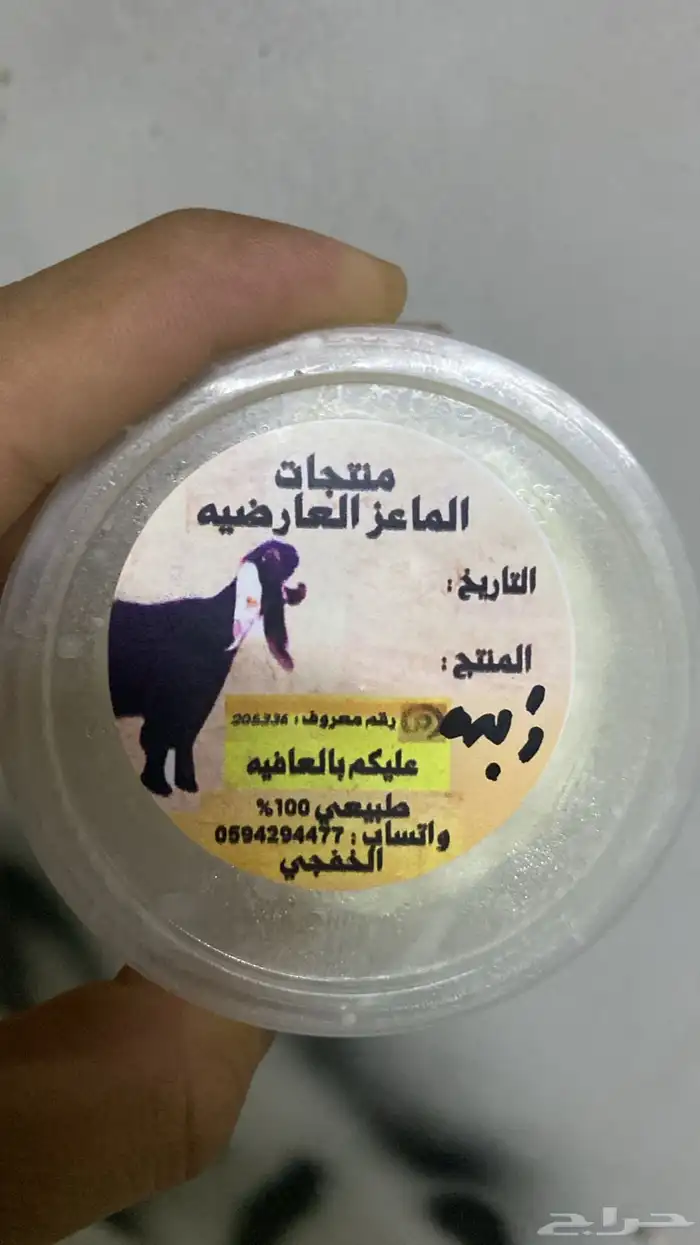 منتجات
الماعز العارضيه
التاريخ :
المنتج :
زبده
رقم معروف : 206336
عليكم بالعافيه
طبيعي 100%
واتساب : 0594294477
الخفجي
حراج